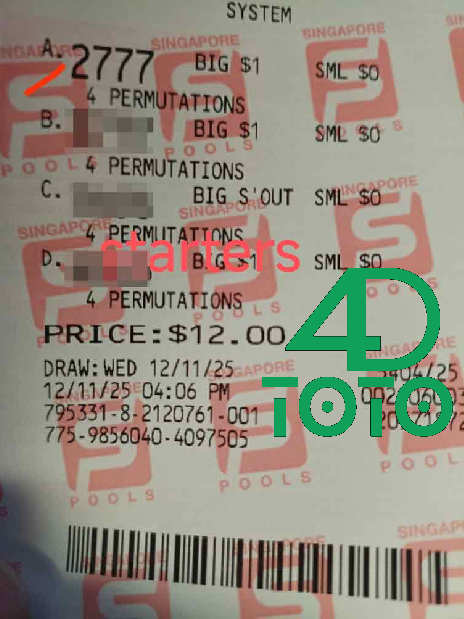 SYSTEM
A. 2777 BIG $1 SML $0
4 PERMUTATIONS
B. BIG $1 SML $0
4 PERMUTATIONS
C. BIG S'OUT SML $0
4 PERMUTATIONS
starters
D. BIG $1 SML $0
4 PERMUTATIONS
PRICE:$12.00
4D
TOTO
DRAW:WED 12/11/25
12/11/25 04:06 PM
795331-8-2120761-001
775-9856040-4097505
SINGAPORE
POOLS